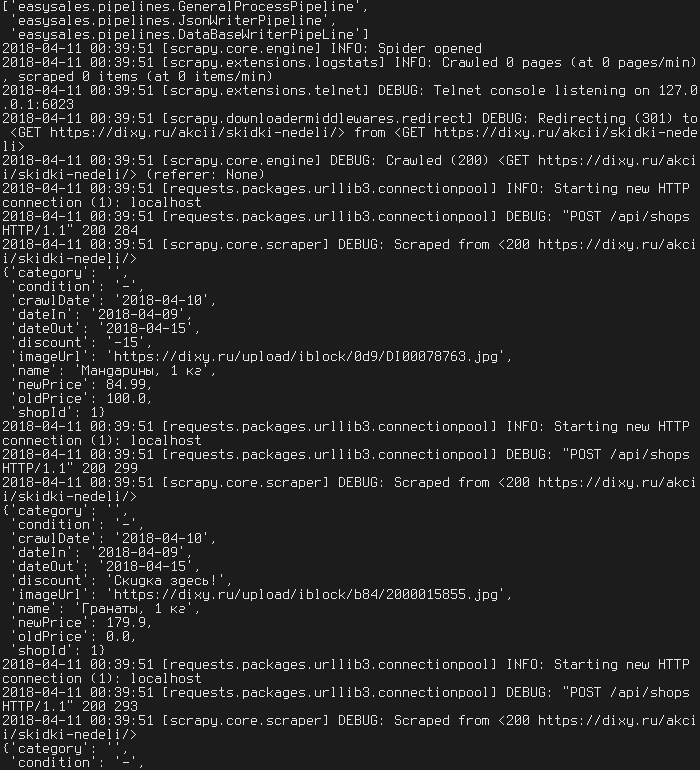 ['easysales.pipelines.GeneralProcessPipeline',
 'easysales.pipelines.JsonWriterPipeline',
 'easysales.pipelines.DataBaseWriterPipeLine']
2018-04-11 00:39:51 [scrapy.core.engine] INFO: Spider opened
2018-04-11 00:39:51 [scrapy.extensions.logstats] INFO: Crawled 0 pages (at 0 pages/min)
, scraped 0 items (at 0 items/min)
2018-04-11 00:39:51 [scrapy.extensions.telnet] DEBUG: Telnet console listening on 127.0
.0.1:6023
2018-04-11 00:39:51 [scrapy.downloadermiddlewares.redirect] DEBUG: Redirecting (301) to
 <GET https://dixy.ru/akcii/skidki-nedeli/> from <GET https://dixy.ru/akcii/skidki-nede
li>
2018-04-11 00:39:51 [scrapy.core.engine] DEBUG: Crawled (200) <GET https://dixy.ru/akci
i/skidki-nedeli/> (referer: None)
2018-04-11 00:39:51 [requests.packages.urllib3.connectionpool] INFO: Starting new HTTP
connection (1): localhost
2018-04-11 00:39:51 [requests.packages.urllib3.connectionpool] DEBUG: "POST /api/shops
HTTP/1.1" 200 284
2018-04-11 00:39:51 [scrapy.core.scraper] DEBUG: Scraped from <200 https://dixy.ru/akci
i/skidki-nedeli/>
{'category': '',
 'condition': '-',
 'crawlDate': '2018-04-10',
 'dateIn': '2018-04-09',
 'dateOut': '2018-04-15',
 'discount': '-15',
 'imageUrl': 'https://dixy.ru/upload/iblock/0d9/DI00078763.jpg',
 'name': 'Мандарины, 1 кг',
 'newPrice': 84.99,
 'oldPrice': 100.0,
 'shopId': 1}
2018-04-11 00:39:51 [requests.packages.urllib3.connectionpool] INFO: Starting new HTTP
connection (1): localhost
2018-04-11 00:39:51 [requests.packages.urllib3.connectionpool] DEBUG: "POST /api/shops
HTTP/1.1" 200 299
2018-04-11 00:39:51 [scrapy.core.scraper] DEBUG: Scraped from <200 https://dixy.ru/akci
i/skidki-nedeli/>
{'category': '',
 'condition': '-',
 'crawlDate': '2018-04-10',
 'dateIn': '2018-04-09',
 'dateOut': '2018-04-15',
 'discount': 'Скидка здесь!',
 'imageUrl': 'https://dixy.ru/upload/iblock/b84/2000015855.jpg',
 'name': 'Гранаты, 1 кг',
 'newPrice': 179.9,
 'oldPrice': 0.0,
 'shopId': 1}
2018-04-11 00:39:51 [requests.packages.urllib3.connectionpool] INFO: Starting new HTTP
connection (1): localhost
2018-04-11 00:39:51 [requests.packages.urllib3.connectionpool] DEBUG: "POST /api/shops
HTTP/1.1" 200 293
2018-04-11 00:39:51 [scrapy.core.scraper] DEBUG: Scraped from <200 https://dixy.ru/akci
i/skidki-nedeli/>
{'category': '',
 'condition': '-',